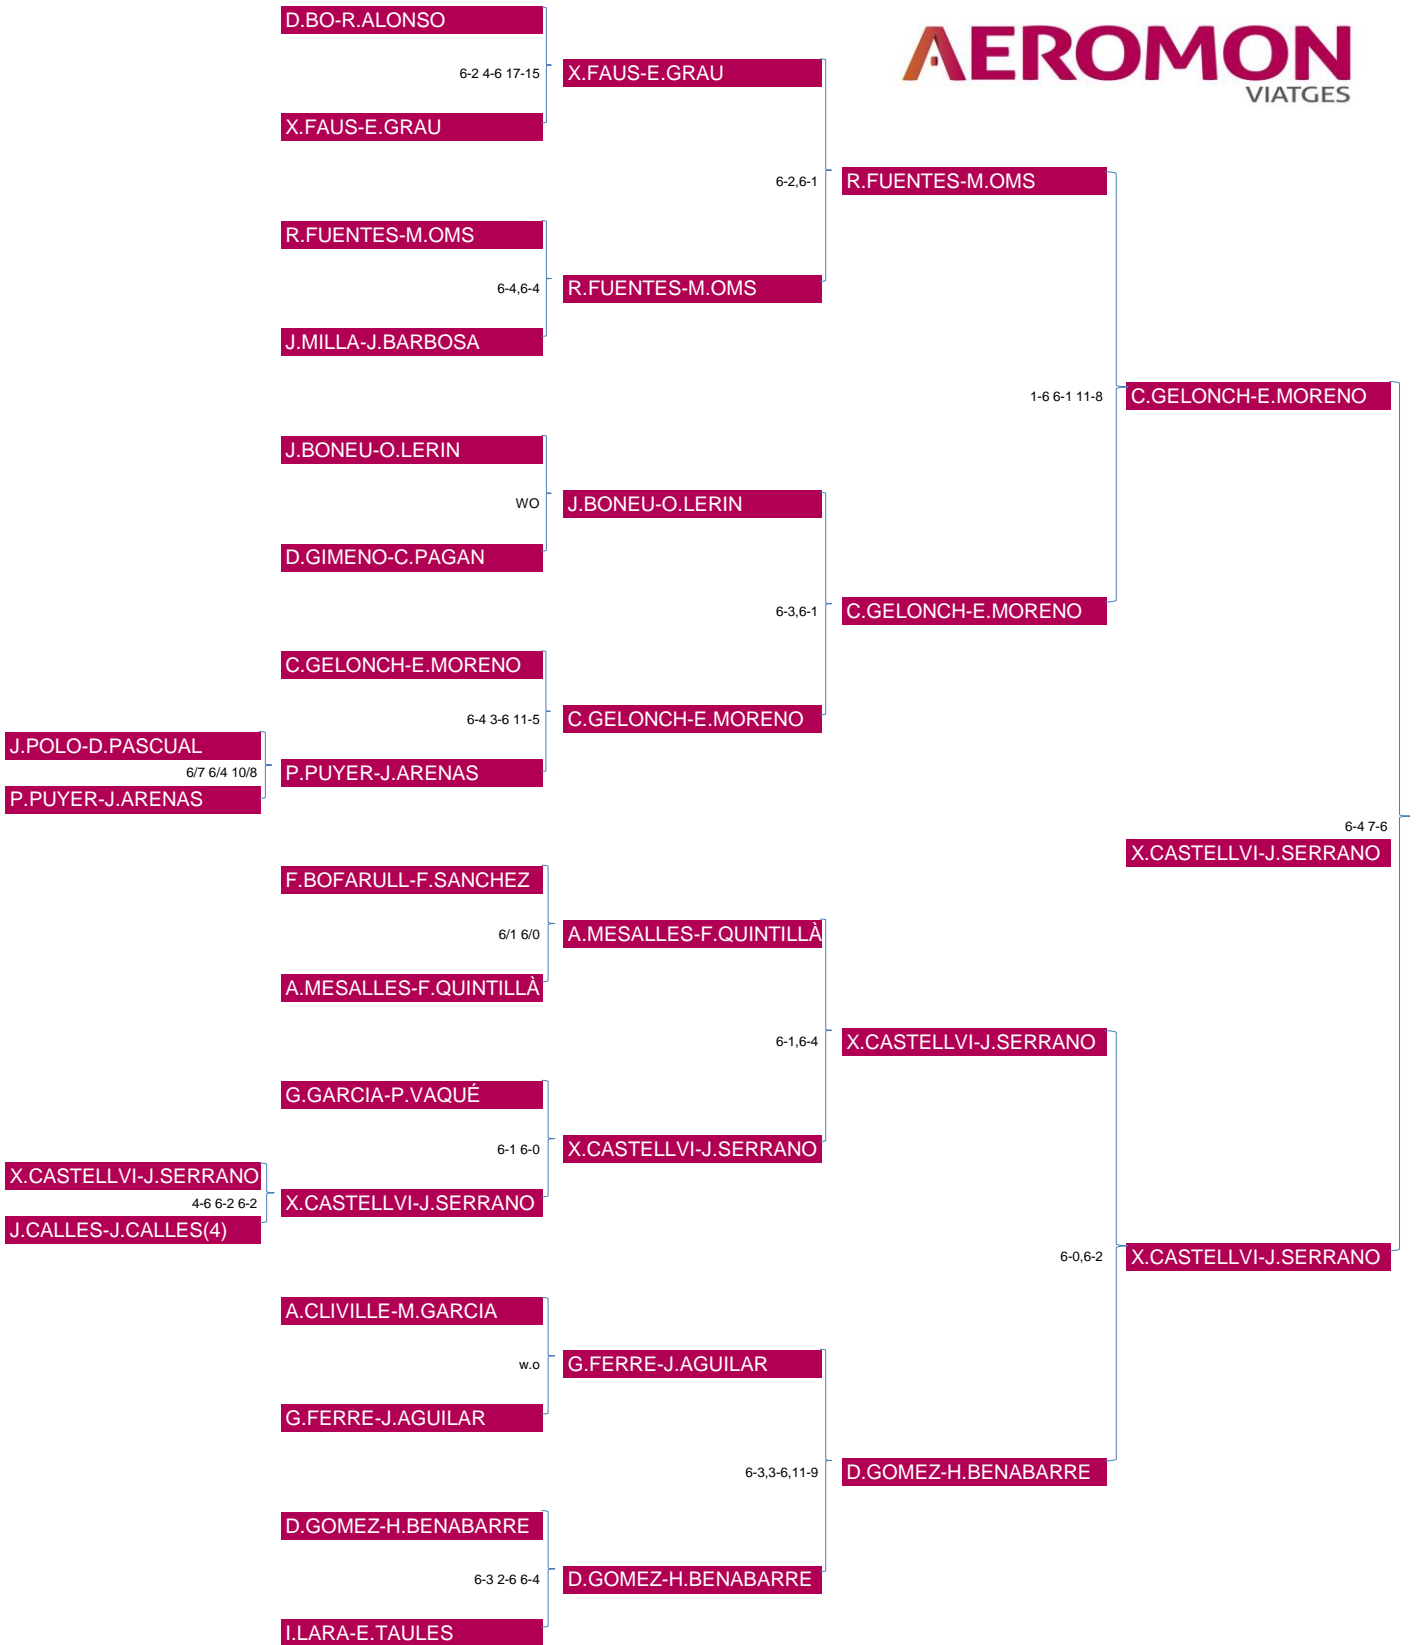 D.BO-R.ALONSO
AEROMON
VIATGES
6-2 4-6 17-15
X.FAUS-E.GRAU
X.FAUS-E.GRAU
6-2,6-1
R.FUENTES-M.OMS
R.FUENTES-M.OMS
6-4,6-4
R.FUENTES-M.OMS
J.MILLA-J.BARBOSA
1-6 6-1 11-8
C.GELONCH-E.MORENO
J.BONEU-O.LERIN
WO
J.BONEU-O.LERIN
D.GIMENO-C.PAGAN
6-3,6-1
C.GELONCH-E.MORENO
C.GELONCH-E.MORENO
6-4 3-6 11-5
C.GELONCH-E.MORENO
J.POLO-D.PASCUAL
6/7 6/4 10/8
P.PUYER-J.ARENAS
P.PUYER-J.ARENAS
6-4 7-6
X.CASTELLVI-J.SERRANO
F.BOFARULL-F.SANCHEZ
6/1 6/0
A.MESALLES-F.QUINTILLÀ
A.MESALLES-F.QUINTILLÀ
6-1,6-4
X.CASTELLVI-J.SERRANO
G.GARCIA-P.VAQUÉ
6-1 6-0
X.CASTELLVI-J.SERRANO
X.CASTELLVI-J.SERRANO
4-6 6-2 6-2
X.CASTELLVI-J.SERRANO
J.CALLES-J.CALLES(4)
6-0,6-2
X.CASTELLVI-J.SERRANO
A.CLIVILLE-M.GARCIA
w.o
G.FERRE-J.AGUILAR
G.FERRE-J.AGUILAR
6-3,3-6,11-9
D.GOMEZ-H.BENABARRE
D.GOMEZ-H.BENABARRE
6-3 2-6 6-4
D.GOMEZ-H.BENABARRE
I.LARA-E.TAULES